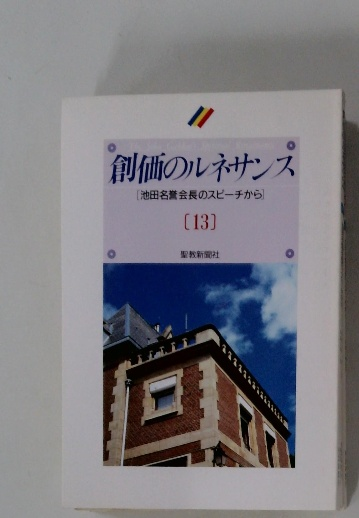 創価のルネサンス
［池田名誉会長のスピーチから］
［13］
聖教新聞社